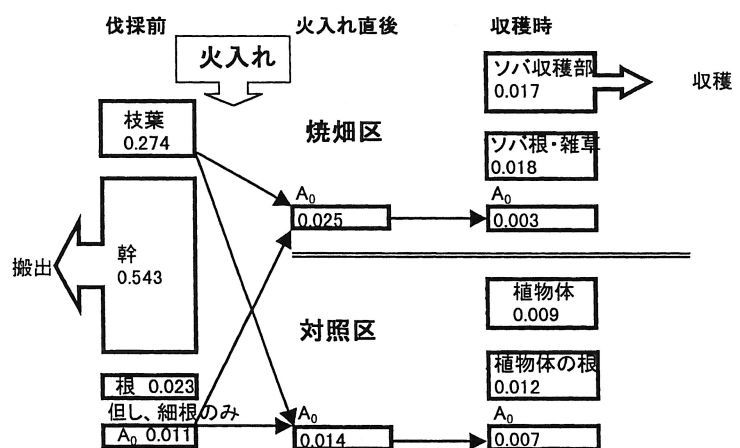 伐採前
火入れ直後
収穫時
火入れ
ソバ収穫部
0.017
収穫
枝葉
0.274
焼畑区
ソバ根・雑草
0.018
A₀
0.025
A₀
0.003
搬出
幹
0.543
植物体
0.009
対照区
植物体の根
0.012
根 0.023
但し、細根のみ
A₀ 0.011
A₀
0.014
A₀
0.007